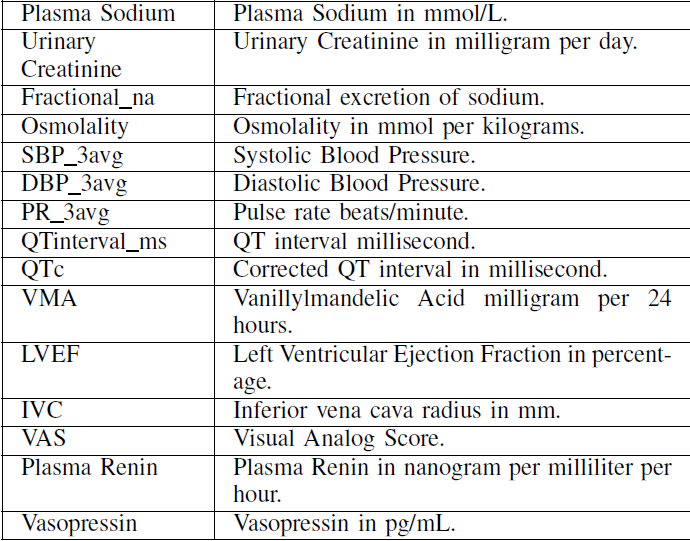 Plasma Sodium Plasma Sodium in mmol/L.
Urinary Urinary Creatinine in milligram per day.
Creatinine
Fractional_na Fractional excretion of sodium.
Osmolality Osmolality in mmol per kilograms.
SBP_3avg Systolic Blood Pressure.
DBP_3avg Diastolic Blood Pressure.
PR_3avg Pulse rate beats/minute.
QTinterval_ms QT interval millisecond.
QTc Corrected QT interval in millisecond.
VMA Vanillylmandelic Acid milligram per 24
hours.
LVEF Left Ventricular Ejection Fraction in percent-
age.
IVC Inferior vena cava radius in mm.
VAS Visual Analog Score.
Plasma Renin Plasma Renin in nanogram per milliliter per
hour.
Vasopressin Vasopressin in pg/mL.